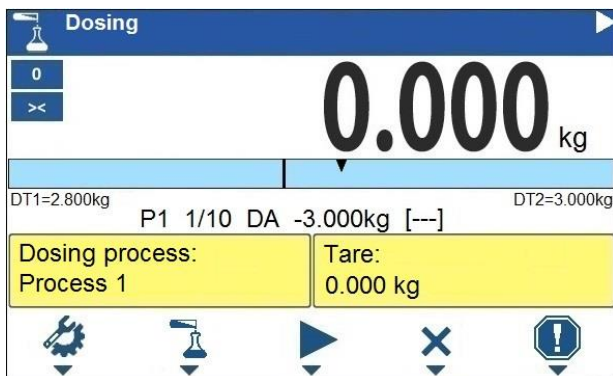 Dosing
0
><
0.000 kg
DT1=2.800kg
DT2=3.000kg
P1 1/10 DA -3.000kg [---]
Dosing process:
Process 1
Tare:
0.000 kg